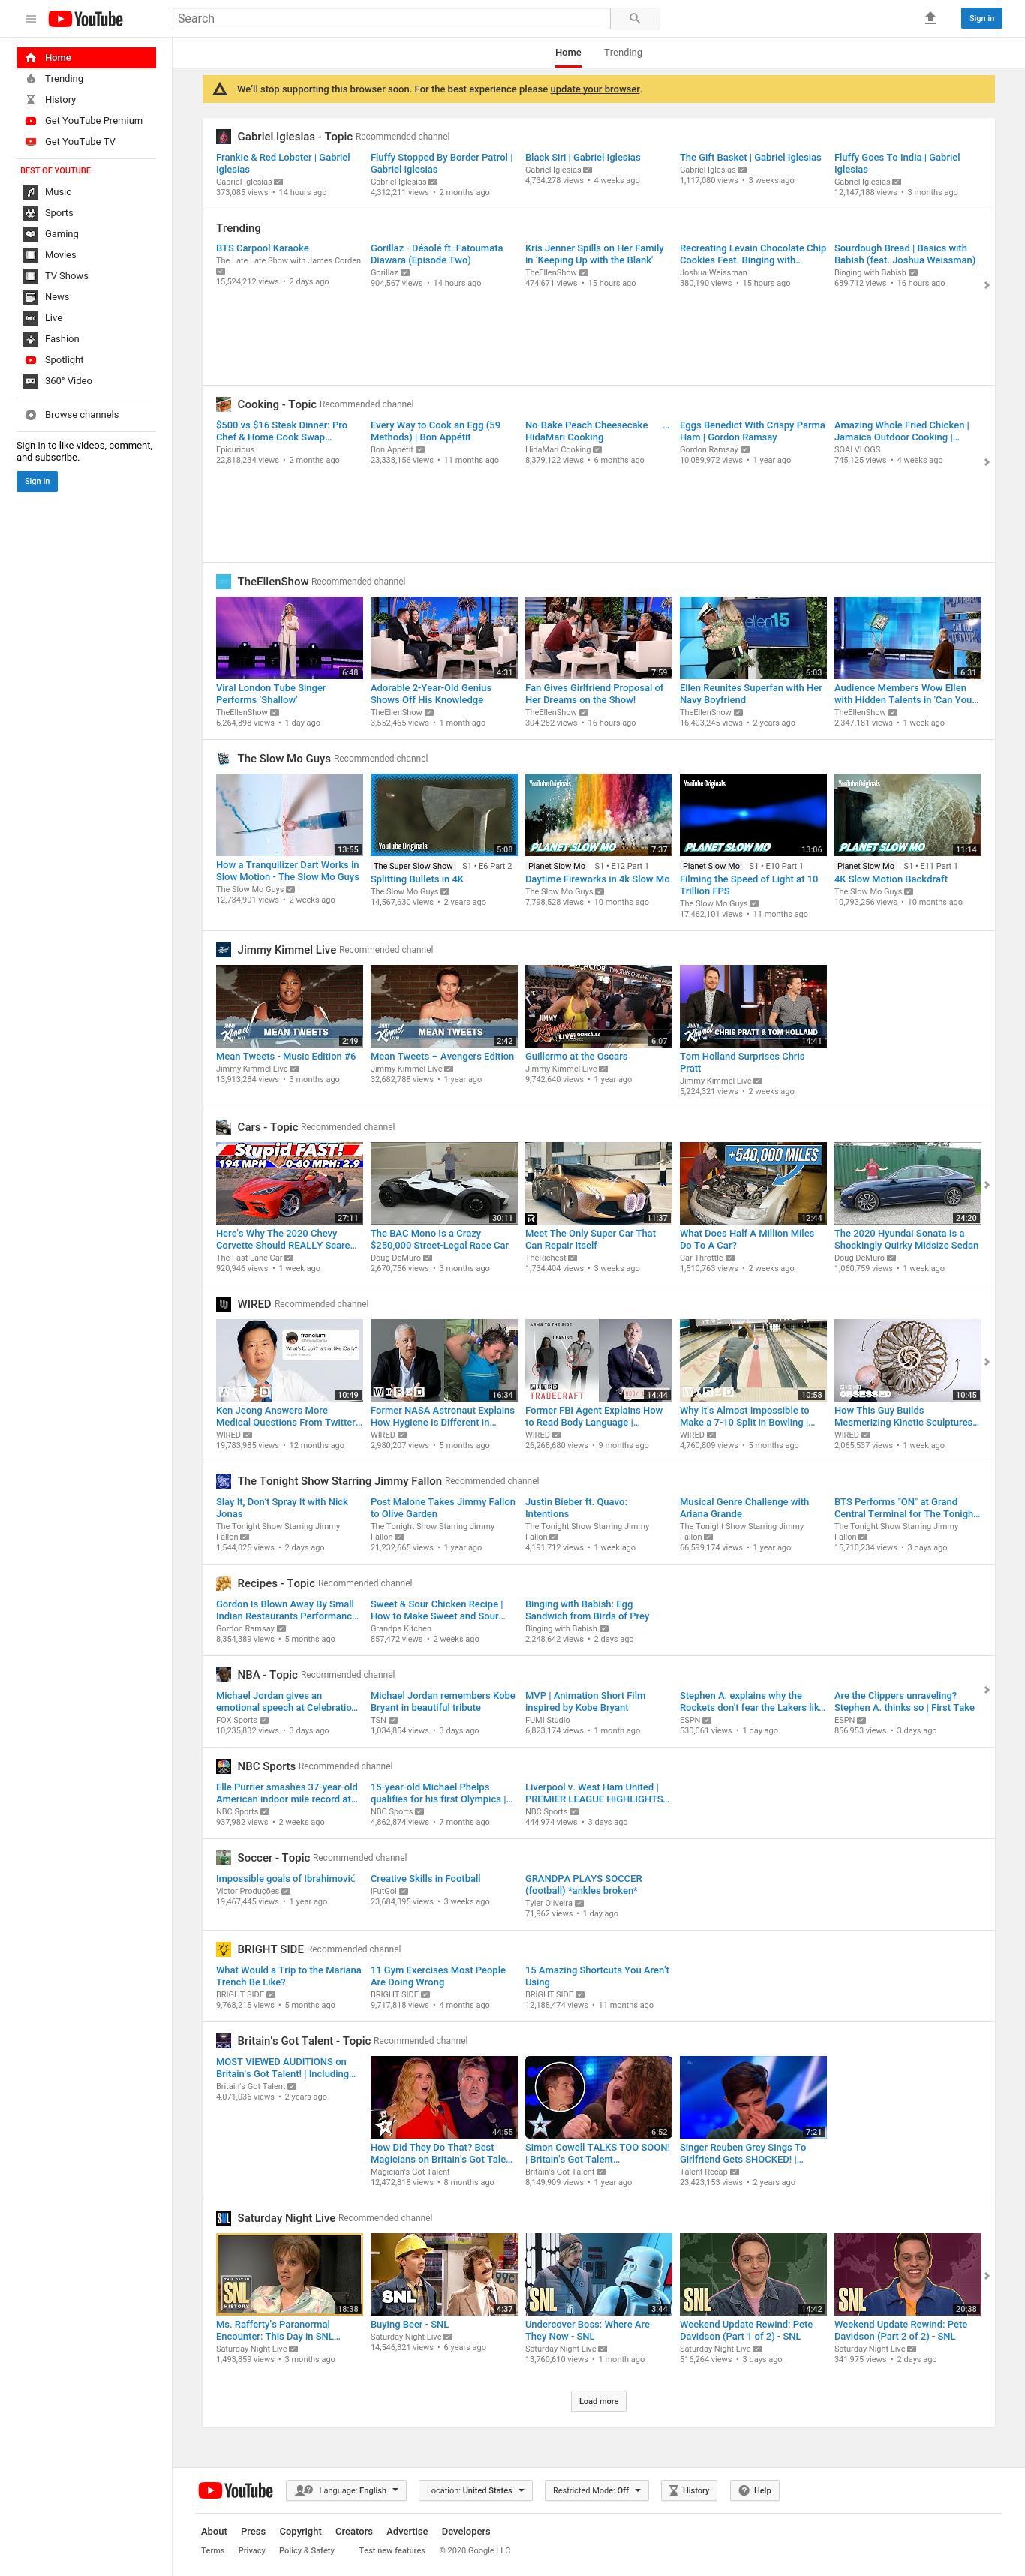 YouTube
Search
Sign in
Home
Trending
History
Get YouTube Premium
Get YouTube TV
BEST OF YOUTUBE
Music
Sports
Gaming
Movies
TV Shows
News
Live
Fashion
Spotlight
360° Video
Browse channels
Sign in to like videos, comment,
and subscribe.
Sign in
Home Trending
We'll stop supporting this browser soon. For the best experience please update your browser.
Gabriel Iglesias - Topic Recommended channel
Frankie & Red Lobster | Gabriel
Iglesias
Gabriel Iglesias
373,085 views • 14 hours ago
Fluffy Stopped By Border Patrol |
Gabriel Iglesias
Gabriel Iglesias
4,312,211 views • 2 months ago
Black Siri | Gabriel Iglesias
Gabriel Iglesias
4,734,278 views • 4 weeks ago
The Gift Basket | Gabriel Iglesias
Gabriel Iglesias
1,117,080 views • 3 weeks ago
Fluffy Goes To India | Gabriel
Iglesias
Gabriel Iglesias
12,147,188 views • 3 months ago
Trending
BTS Carpool Karaoke
The Late Late Show with James Corden
15,524,212 views • 2 days ago
Gorillaz - Désolé ft. Fatoumata
Diawara (Episode Two)
Gorillaz
904,567 views • 14 hours ago
Kris Jenner Spills on Her Family
in 'Keeping Up with the Blank'
TheEllenShow
474,671 views • 15 hours ago
Recreating Levain Chocolate Chip
Cookies Feat. Binging with...
Joshua Weissman
380,190 views • 15 hours ago
Sourdough Bread | Basics with
Babish (feat. Joshua Weissman)
Binging with Babish
689,712 views • 16 hours ago
Cooking - Topic Recommended channel
$500 vs $16 Steak Dinner: Pro
Chef & Home Cook Swap...
Epicurious
22,818,234 views • 2 months ago
Every Way to Cook an Egg (59
Methods) | Bon Appétit
Bon Appétit
23,338,156 views • 11 months ago
No-Bake Peach Cheesecake ...
HidaMari Cooking
HidaMari Cooking
8,379,122 views • 6 months ago
Eggs Benedict With Crispy Parma
Ham | Gordon Ramsay
Gordon Ramsay
10,089,972 views • 1 year ago
Amazing Whole Fried Chicken |
Jamaica Outdoor Cooking |...
SOAI VLOGS
745,125 views • 4 weeks ago
TheEllenShow Recommended channel
6:48
Viral London Tube Singer
Performs 'Shallow'
TheEllenShow
6,264,898 views • 1 day ago
4:31
Adorable 2-Year-Old Genius
Shows Off His Knowledge
TheEllenShow
3,552,465 views • 1 month ago
7:59
Fan Gives Girlfriend Proposal of
Her Dreams on the Show!
TheEllenShow
304,282 views • 16 hours ago
ellen15
6:03
Ellen Reunites Superfan with Her
Navy Boyfriend
TheEllenShow
16,403,245 views • 2 years ago
6:31
Audience Members Wow Ellen
with Hidden Talents in 'Can You...
TheEllenShow
2,347,181 views • 1 week ago
The Slow Mo Guys Recommended channel
13:55
How a Tranquilizer Dart Works in
Slow Motion - The Slow Mo Guys
The Slow Mo Guys
12,734,901 views • 2 weeks ago
YouTube Originals
5:08
The Super Slow Show S1 • E6 Part 2
Splitting Bullets in 4K
The Slow Mo Guys
14,567,630 views • 2 years ago
YouTube Originals
PLANET SLOW MO
7:37
Planet Slow Mo S1 • E12 Part 1
Daytime Fireworks in 4k Slow Mo
The Slow Mo Guys
7,798,528 views • 10 months ago
YouTube Originals
PLANET SLOW MO
13:06
Planet Slow Mo S1 • E10 Part 1
Filming the Speed of Light at 10
Trillion FPS
The Slow Mo Guys
17,462,101 views • 11 months ago
YouTube Originals
PLANET SLOW MO
11:14
Planet Slow Mo S1 • E11 Part 1
4K Slow Motion Backdraft
The Slow Mo Guys
10,793,256 views • 10 months ago
Jimmy Kimmel Live Recommended channel
MEAN TWEETS
2:49
Mean Tweets - Music Edition #6
Jimmy Kimmel Live
13,913,284 views • 3 months ago
MEAN TWEETS
2:42
Mean Tweets – Avengers Edition
Jimmy Kimmel Live
32,682,788 views • 1 year ago
6:07
Guillermo at the Oscars
Jimmy Kimmel Live
9,742,640 views • 1 year ago
CHRIS PRATT & TOM HOLLAND
14:41
Tom Holland Surprises Chris
Pratt
Jimmy Kimmel Live
5,224,321 views • 2 weeks ago
Cars - Topic Recommended channel
Stupid FAST!
194 MPH 0-60 MPH: 2.9
27:11
Here's Why The 2020 Chevy
Corvette Should REALLY Scare...
The Fast Lane Car
920,946 views • 1 week ago
30:11
The BAC Mono Is a Crazy
$250,000 Street-Legal Race Car
Doug DeMuro
2,670,756 views • 3 months ago
11:37
Meet The Only Super Car That
Can Repair Itself
TheRichest
1,734,404 views • 3 weeks ago
+540,000 MILES
12:44
What Does Half A Million Miles
Do To A Car?
Car Throttle
1,510,763 views • 2 weeks ago
24:20
The 2020 Hyundai Sonata Is a
Shockingly Quirky Midsize Sedan
Doug DeMuro
1,060,759 views • 1 week ago
WIRED Recommended channel
francium
WIRED
10:49
Ken Jeong Answers More
Medical Questions From Twitter...
WIRED
19,783,985 views • 12 months ago
WIRED
16:34
Former NASA Astronaut Explains
How Hygiene Is Different in...
WIRED
2,980,207 views • 5 months ago
ARMS TO THE SIDE
LEANING
WIRED
TRADECRAFT
14:44
Former FBI Agent Explains How
to Read Body Language |...
WIRED
26,268,680 views • 9 months ago
WIRED
10:58
Why It's Almost Impossible to
Make a 7-10 Split in Bowling |...
WIRED
4,760,809 views • 5 months ago
OBSESSED
10:45
How This Guy Builds
Mesmerizing Kinetic Sculptures...
WIRED
2,065,537 views • 1 week ago
The Tonight Show Starring Jimmy Fallon Recommended channel
Slay It, Don't Spray It with Nick
Jonas
The Tonight Show Starring Jimmy
Fallon
1,544,025 views • 2 days ago
Post Malone Takes Jimmy Fallon
to Olive Garden
The Tonight Show Starring Jimmy
Fallon
21,232,665 views • 1 year ago
Justin Bieber ft. Quavo:
Intentions
The Tonight Show Starring Jimmy
Fallon
4,191,712 views • 1 week ago
Musical Genre Challenge with
Ariana Grande
The Tonight Show Starring Jimmy
Fallon
66,599,174 views • 1 year ago
BTS Performs "ON" at Grand
Central Terminal for The Tonigh...
The Tonight Show Starring Jimmy
Fallon
15,710,234 views • 3 days ago
Recipes - Topic Recommended channel
Gordon Is Blown Away By Small
Indian Restaurants Performanc...
Gordon Ramsay
8,354,389 views • 5 months ago
Sweet & Sour Chicken Recipe |
How to Make Sweet and Sour...
Grandpa Kitchen
857,472 views • 2 weeks ago
Binging with Babish: Egg
Sandwich from Birds of Prey
Binging with Babish
2,248,642 views • 2 days ago
NBA - Topic Recommended channel
Michael Jordan gives an
emotional speech at Celebratio...
FOX Sports
10,235,832 views • 3 days ago
Michael Jordan remembers Kobe
Bryant in beautiful tribute
TSN
1,034,854 views • 3 days ago
MVP | Animation Short Film
inspired by Kobe Bryant
FUMI Studio
6,823,174 views • 1 month ago
Stephen A. explains why the
Rockets don't fear the Lakers lik...
ESPN
530,061 views • 1 day ago
Are the Clippers unraveling?
Stephen A. thinks so | First Take
ESPN
856,953 views • 3 days ago
NBC Sports Recommended channel
Elle Purrier smashes 37-year-old
American indoor mile record at...
NBC Sports
937,982 views • 2 weeks ago
15-year-old Michael Phelps
qualifies for his first Olympics |...
NBC Sports
4,862,874 views • 7 months ago
Liverpool v. West Ham United |
PREMIER LEAGUE HIGHLIGHTS...
NBC Sports
444,974 views • 3 days ago
Soccer - Topic Recommended channel
Impossible goals of Ibrahimović
Victor Produções
19,467,445 views • 1 year ago
Creative Skills in Football
iFutGol
23,684,395 views • 3 weeks ago
GRANDPA PLAYS SOCCER
(football) *ankles broken*
Tyler Oliveira
71,962 views • 1 day ago
BRIGHT SIDE Recommended channel
What Would a Trip to the Mariana
Trench Be Like?
BRIGHT SIDE
9,768,215 views • 5 months ago
11 Gym Exercises Most People
Are Doing Wrong
BRIGHT SIDE
9,717,818 views • 4 months ago
15 Amazing Shortcuts You Aren't
Using
BRIGHT SIDE
12,188,474 views • 11 months ago
Britain's Got Talent - Topic Recommended channel
MOST VIEWED AUDITIONS on
Britain's Got Talent! | Including...
Britain's Got Talent
4,071,036 views • 2 years ago
44:55
How Did They Do That? Best
Magicians on Britain's Got Tale...
Magician's Got Talent
12,472,818 views • 8 months ago
6:52
Simon Cowell TALKS TOO SOON!
| Britain's Got Talent...
Britain's Got Talent
8,149,909 views • 1 year ago
7:21
Singer Reuben Grey Sings To
Girlfriend Gets SHOCKED! |...
Talent Recap
23,423,153 views • 2 years ago
Saturday Night Live Recommended channel
THIS DAY IN
SNL
HISTORY
18:38
Ms. Rafferty's Paranormal
Encounter: This Day in SNL...
Saturday Night Live
1,493,859 views • 3 months ago
99¢
SNL
4:37
Buying Beer - SNL
Saturday Night Live
14,546,821 views • 6 years ago
SNL
3:44
Undercover Boss: Where Are
They Now - SNL
Saturday Night Live
13,760,610 views • 1 month ago
SNL
14:42
Weekend Update Rewind: Pete
Davidson (Part 1 of 2) - SNL
Saturday Night Live
516,264 views • 3 days ago
SNL
20:38
Weekend Update Rewind: Pete
Davidson (Part 2 of 2) - SNL
Saturday Night Live
341,975 views • 2 days ago
Load more
YouTube Language: English Location: United States Restricted Mode: Off History Help
About Press Copyright Creators Advertise Developers
Terms Privacy Policy & Safety Test new features © 2020 Google LLC